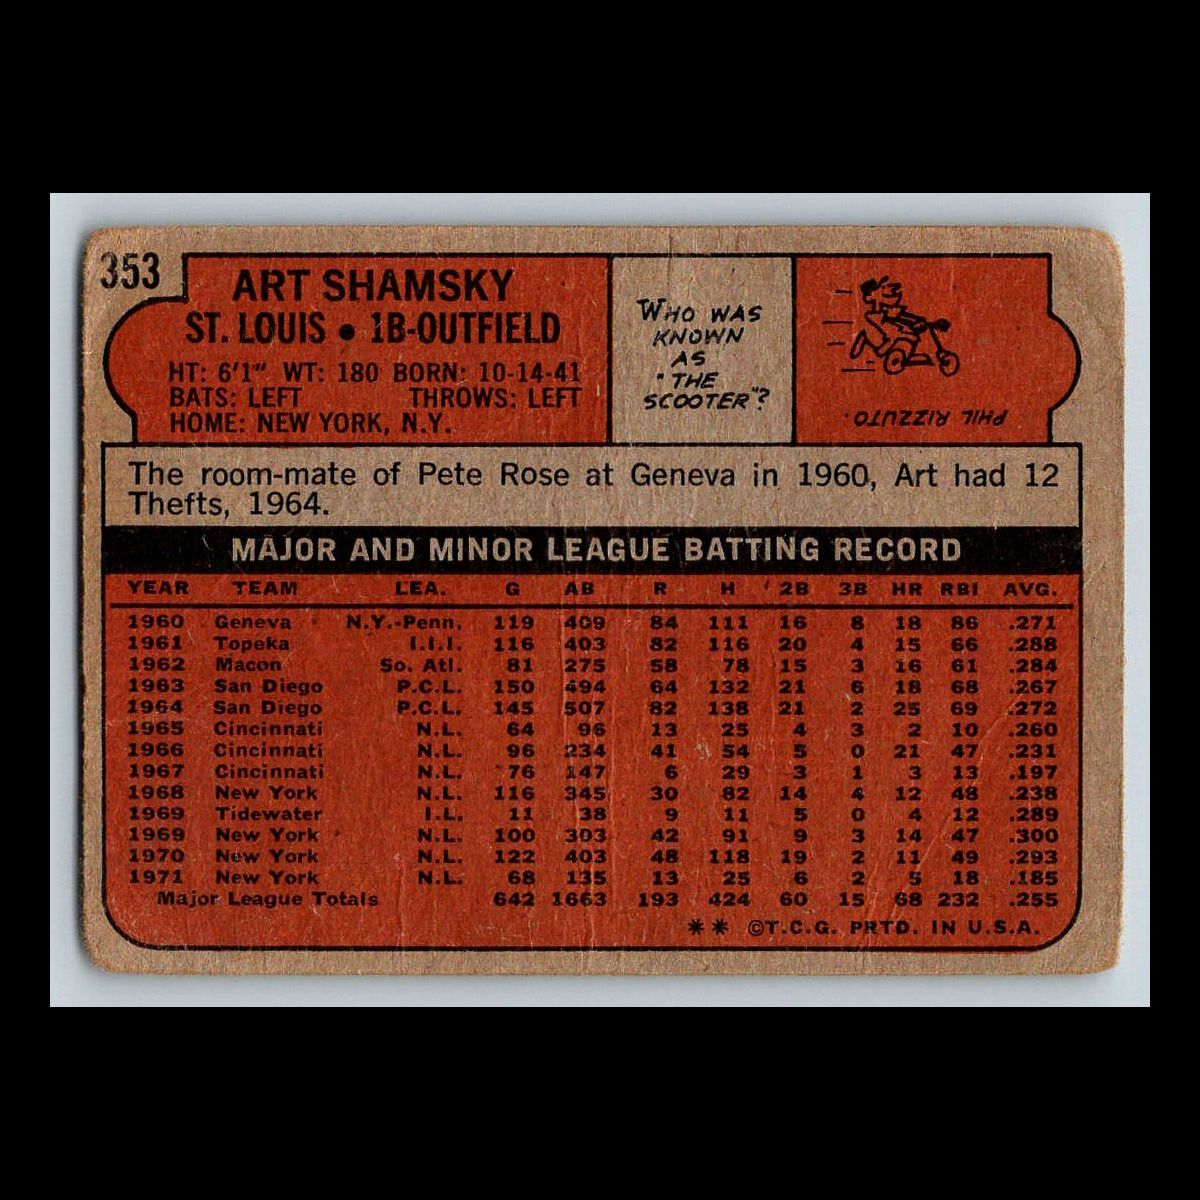 353
ART SHAMSKY
ST. LOUIS ● 1B-OUTFIELD
HT: 6'1" WT: 180 BORN: 10-14-41
BATS: LEFT THROWS: LEFT
HOME: NEW YORK, N.Y.
WHO WAS
KNOWN
AS
"THE
SCOOTER"?
PHIL RIZZUTO.
The room-mate of Pete Rose at Geneva in 1960, Art had 12
Thefts, 1964.
MAJOR AND MINOR LEAGUE BATTING RECORD
YEAR TEAM LEA. G AB R H 2B 3B HR RBI AVG.
1960 Geneva N.Y.-Penn. 119 409 84 111 16 8 18 86 .271
1961 Topeka I.I.I. 116 403 82 116 20 4 15 66 .288
1962 Macon So. Atl. 81 275 58 78 15 3 16 61 .284
1963 San Diego P.C.L. 150 494 64 132 21 6 18 68 .267
1964 San Diego P.C.L. 145 507 82 138 21 2 25 69 .272
1965 Cincinnati N.L. 64 96 13 25 4 3 2 10 .260
1966 Cincinnati N.L. 96 234 41 54 5 0 21 47 .231
1967 Cincinnati N.L. 76 147 6 29 3 1 3 13 .197
1968 New York N.L. 116 345 30 82 14 4 12 48 .238
1969 Tidewater I.L. 11 38 9 11 5 0 4 12 .289
1969 New York N.L. 100 303 42 91 9 3 14 47 .300
1970 New York N.L. 122 403 48 118 19 2 11 49 .293
1971 New York N.L. 68 135 13 25 6 2 5 18 .185
Major League Totals 642 1663 193 424 60 15 68 232 .255
** ©T.C.G. PRTD. IN U.S.A.